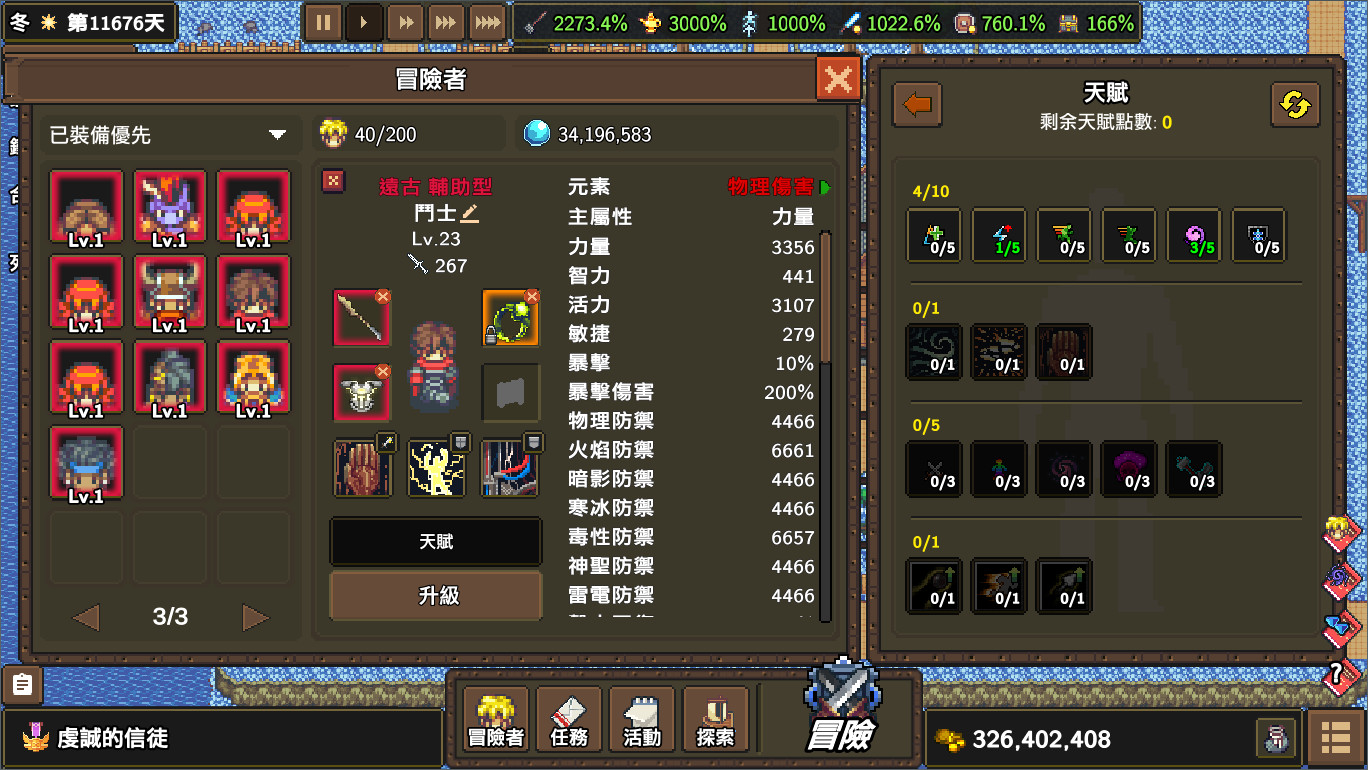 冬 第11676天
2273.4% 3000% 1000% 1022.6% 760.1% 166%
冒險者
已裝備優先
40/200
34,196,583
Lv.1 Lv.1 Lv.1
Lv.1 Lv.1 Lv.1
Lv.1 Lv.1 Lv.1
Lv.1
3/3
遠古 輔助型
鬥士
Lv.23
267
天賦
升級
元素 物理傷害
主屬性 力量
力量 3356
智力 441
活力 3107
敏捷 279
暴擊 10%
暴擊傷害 200%
物理防禦 4466
火焰防禦 6661
暗影防禦 4466
寒冰防禦 4466
毒性防禦 6657
神聖防禦 4466
雷電防禦 4466
天賦
剩余天賦點數: 0
4/10
0/5 1/5 0/5 0/5 3/5 0/5
0/1
0/1 0/1 0/1
0/5
0/3 0/3 0/3 0/3 0/3
0/1
0/1 0/1 0/1
?
虔誠的信徒
冒險者 任務 活動 探索 冒險
326,402,408